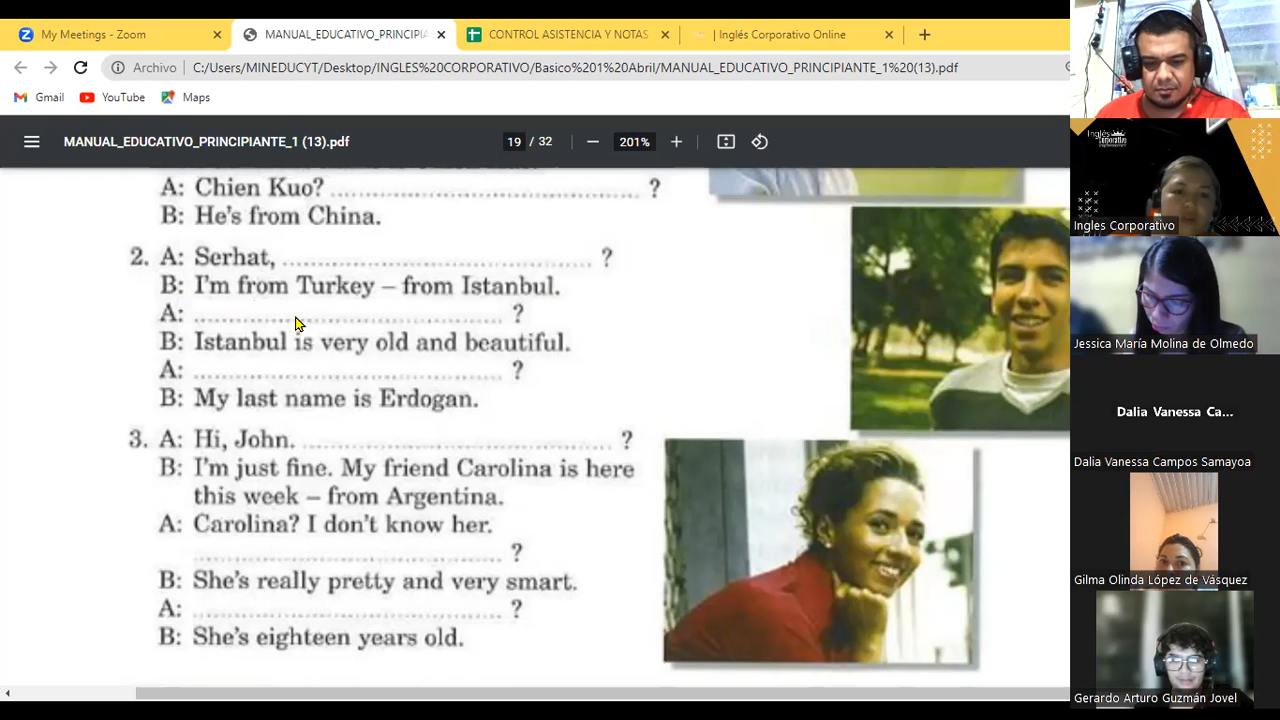 My Meetings - Zoom
MANUAL_EDUCATIVO_PRINCIPIA
CONTROL ASISTENCIA Y NOTAS
| Inglés Corporativo Online
Archivo
C:/Users/MINEDUCYT/Desktop/INGLES%20CORPORATIVO/Basico%201%20Abril/MANUAL_EDUCATIVO_PRINCIPIANTE_1%20(13).pdf
Gmail YouTube Maps
MANUAL_EDUCATIVO_PRINCIPIANTE_1 (13).pdf
19 / 32
201%
A: Chien Kuo? ........................................ ?
B: He's from China.
2. A: Serhat, ........................................ ?
B: I'm from Turkey – from Istanbul.
A: ........................................ ?
B: Istanbul is very old and beautiful.
A: ........................................ ?
B: My last name is Erdogan.
3. A: Hi, John. ........................................ ?
B: I'm just fine. My friend Carolina is here
this week – from Argentina.
A: Carolina? I don't know her.
........................................ ?
B: She's really pretty and very smart.
A: ........................................ ?
B: She's eighteen years old.
Inglés
Corporativo
Ingles Corporativo
Jessica María Molina de Olmedo
Dalia Vanessa Ca...
Dalia Vanessa Campos Samayoa
Gilma Olinda López de Vásquez
Gerardo Arturo Guzmán Jovel